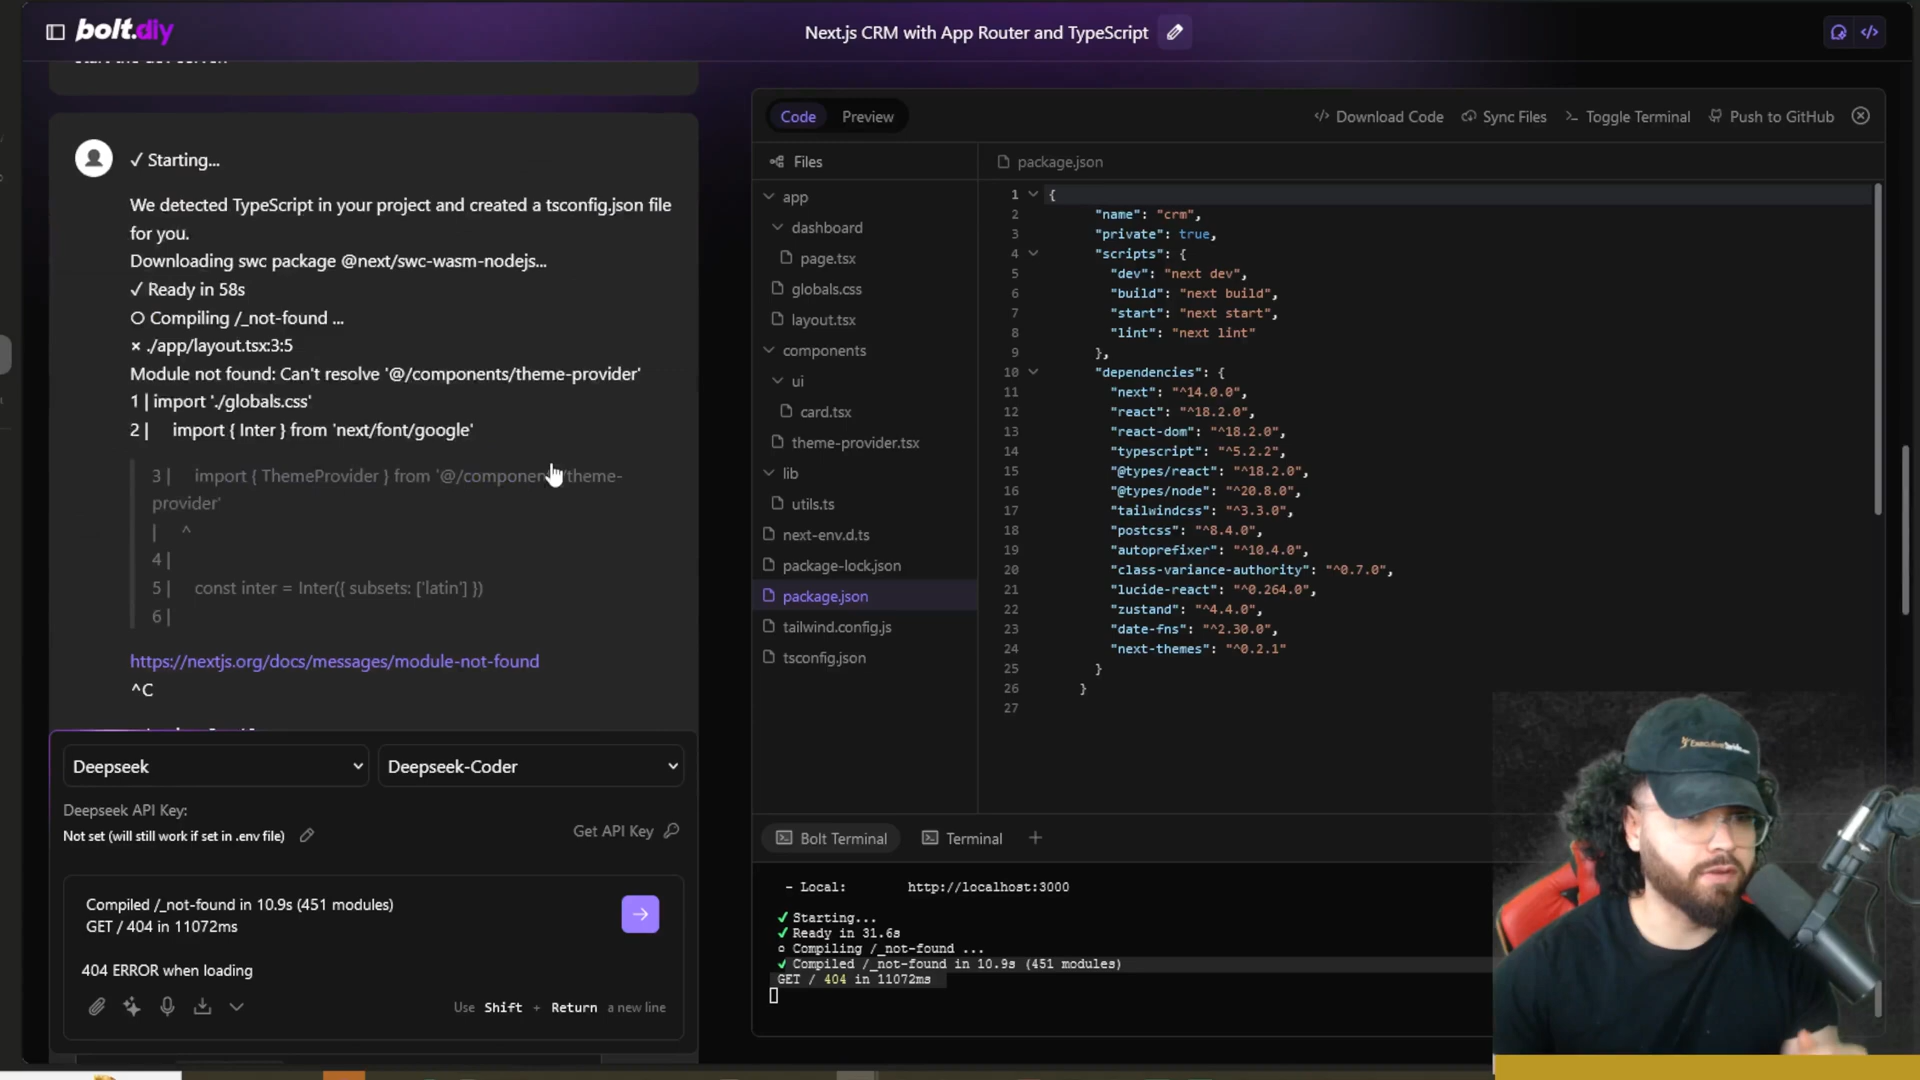 bolt.diy
Next.js CRM with App Router and TypeScript
Start the dev server
✓ Starting...
We detected TypeScript in your project and created a tsconfig.json file
for you.
Downloading swc package @next/swc-wasm-nodejs...
✓ Ready in 58s
○ Compiling /_not-found ...
× ./app/layout.tsx:3:5
Module not found: Can't resolve '@/components/theme-provider'
1 | import './globals.css'
2 | import { Inter } from 'next/font/google'
3 | import { ThemeProvider } from '@/component /theme-
provider'
| ^
4 |
5 | const inter = Inter({ subsets: ['latin'] })
6 |
https://nextjs.org/docs/messages/module-not-found
^C
Deepseek
Deepseek-Coder
Deepseek API Key:
Not set (will still work if set in .env file)
Get API Key
Compiled /_not-found in 10.9s (451 modules)
GET / 404 in 11072ms
404 ERROR when loading
Use Shift + Return a new line
Code
Preview
Download Code
Sync Files
Toggle Terminal
Push to GitHub
Files
app
dashboard
page.tsx
globals.css
layout.tsx
components
ui
card.tsx
theme-provider.tsx
lib
utils.ts
next-env.d.ts
package-lock.json
package.json
tailwind.config.js
tsconfig.json
package.json
1 {
2 "name": "crm",
3 "private": true,
4 "scripts": {
5 "dev": "next dev",
6 "build": "next build",
7 "start": "next start",
8 "lint": "next lint"
9 },
10 "dependencies": {
11 "next": "^14.0.0",
12 "react": "^18.2.0",
13 "react-dom": "^18.2.0",
14 "typescript": "^5.2.2",
15 "@types/react": "^18.2.0",
16 "@types/node": "^20.8.0",
17 "tailwindcss": "^3.3.0",
18 "postcss": "^8.4.0",
19 "autoprefixer": "^10.4.0",
20 "class-variance-authority": "^0.7.0",
21 "lucide-react": "^0.264.0",
22 "zustand": "^4.4.0",
23 "date-fns": "^2.30.0",
24 "next-themes": "^0.2.1"
25 }
26 }
27
Bolt Terminal
Terminal
- Local: http://localhost:3000
✓ Starting...
✓ Ready in 31.6s
○ Compiling /_not-found ...
✓ Compiled /_not-found in 10.9s (451 modules)
GET / 404 in 11072ms